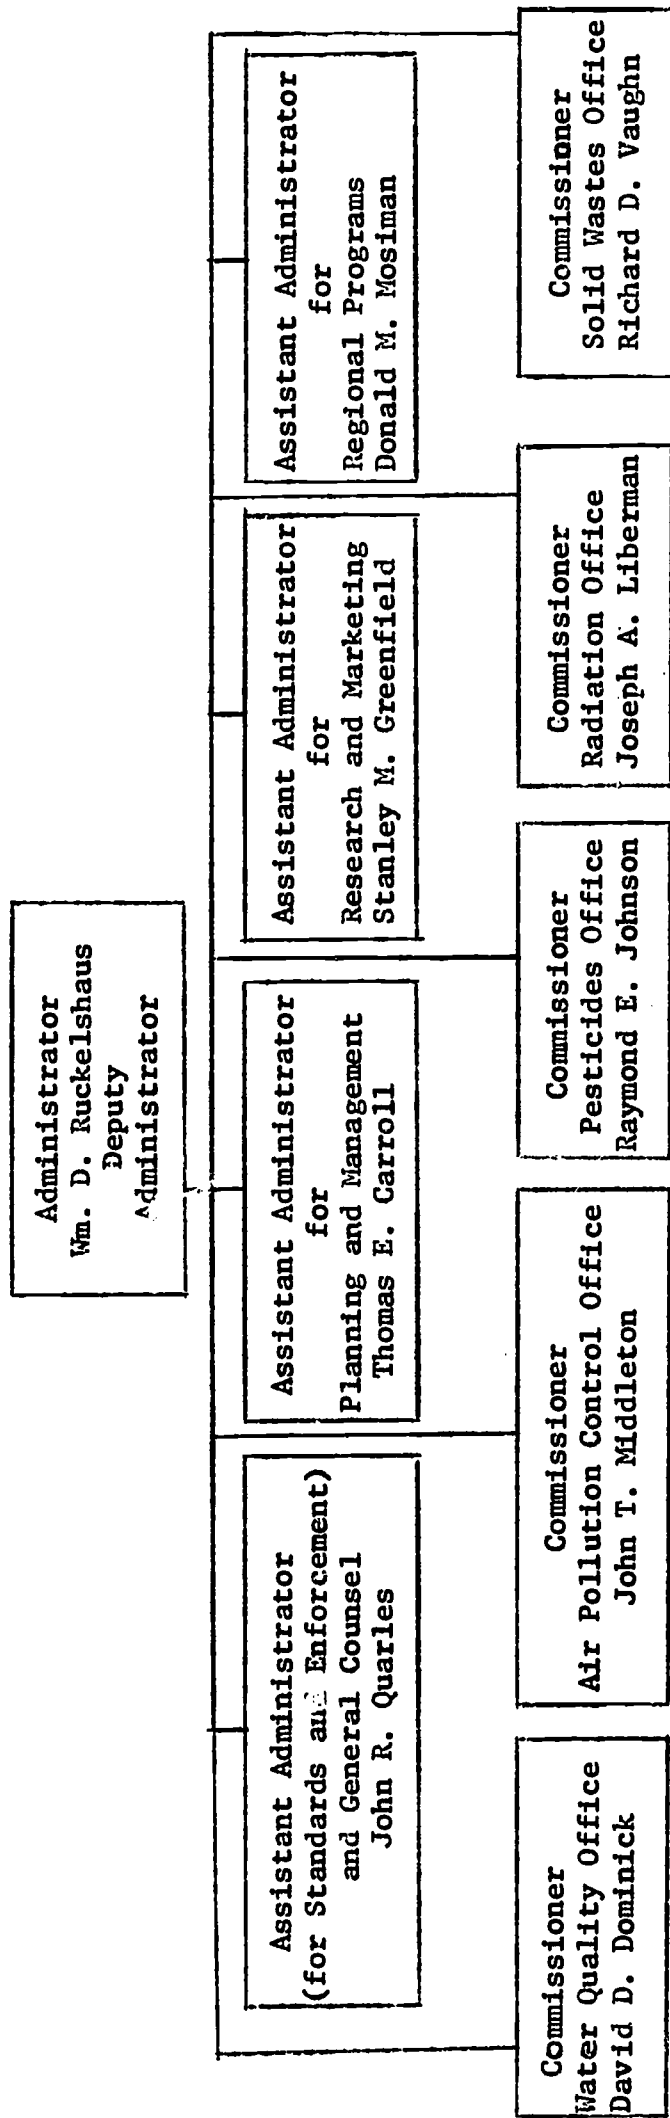 Administrator
Wm. D. Ruckelshaus
Deputy
Administrator
Assistant Administrator
(for Standards and Enforcement)
and General Counsel
John R. Quarles
Assistant Administrator
for
Planning and Management
Thomas E. Carroll
Assistant Administrator
for
Research and Marketing
Stanley M. Greenfield
Assistant Administrator
for
Regional Programs
Donald M. Mosiman
Commissioner
Water Quality Office
David D. Dominick
Commissioner
Air Pollution Control Office
John T. Middleton
Commissioner
Pesticides Office
Raymond E. Johnson
Commissioner
Radiation Office
Joseph A. Liberman
Commissioner
Solid Wastes Office
Richard D. Vaughn